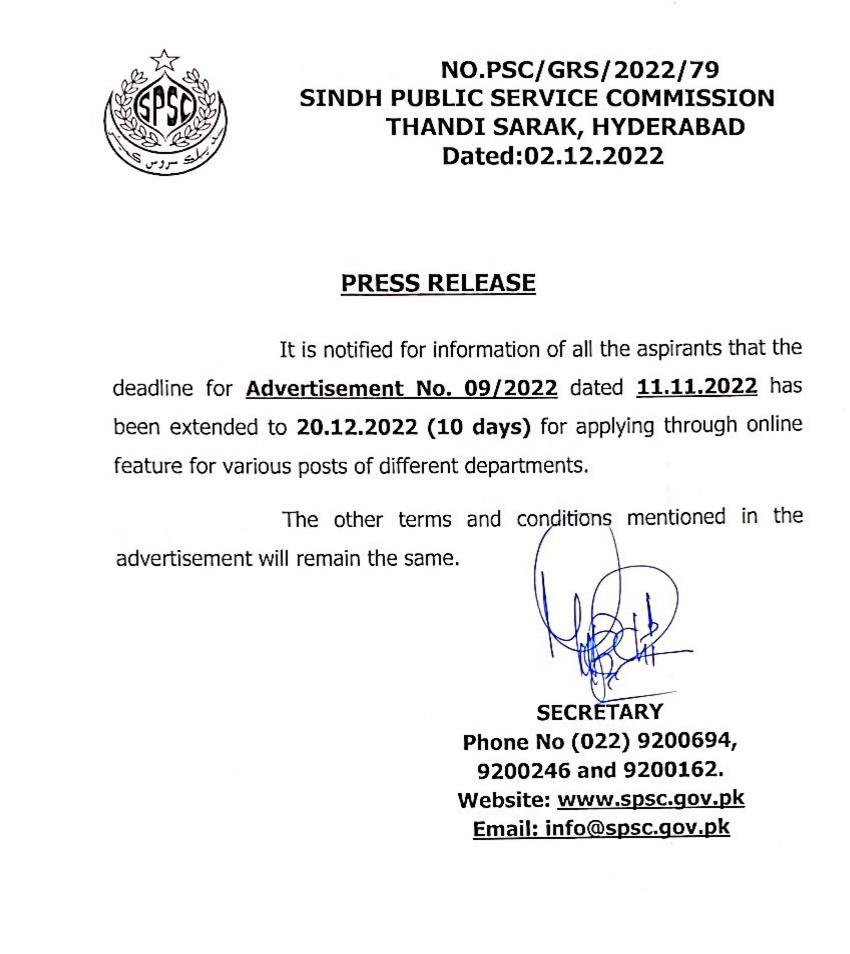 SPSC
NO.PSC/GRS/2022/79
SINDH PUBLIC SERVICE COMMISSION
THANDI SARAK, HYDERABAD
Dated:02.12.2022
PRESS RELEASE
It is notified for information of all the aspirants that the
deadline for Advertisement No. 09/2022 dated 11.11.2022 has
been extended to 20.12.2022 (10 days) for applying through online
feature for various posts of different departments.
The other terms and conditions mentioned in the
advertisement will remain the same.
SECRETARY
Phone No (022) 9200694,
9200246 and 9200162.
Website: www.spsc.gov.pk
Email: info@spsc.gov.pk